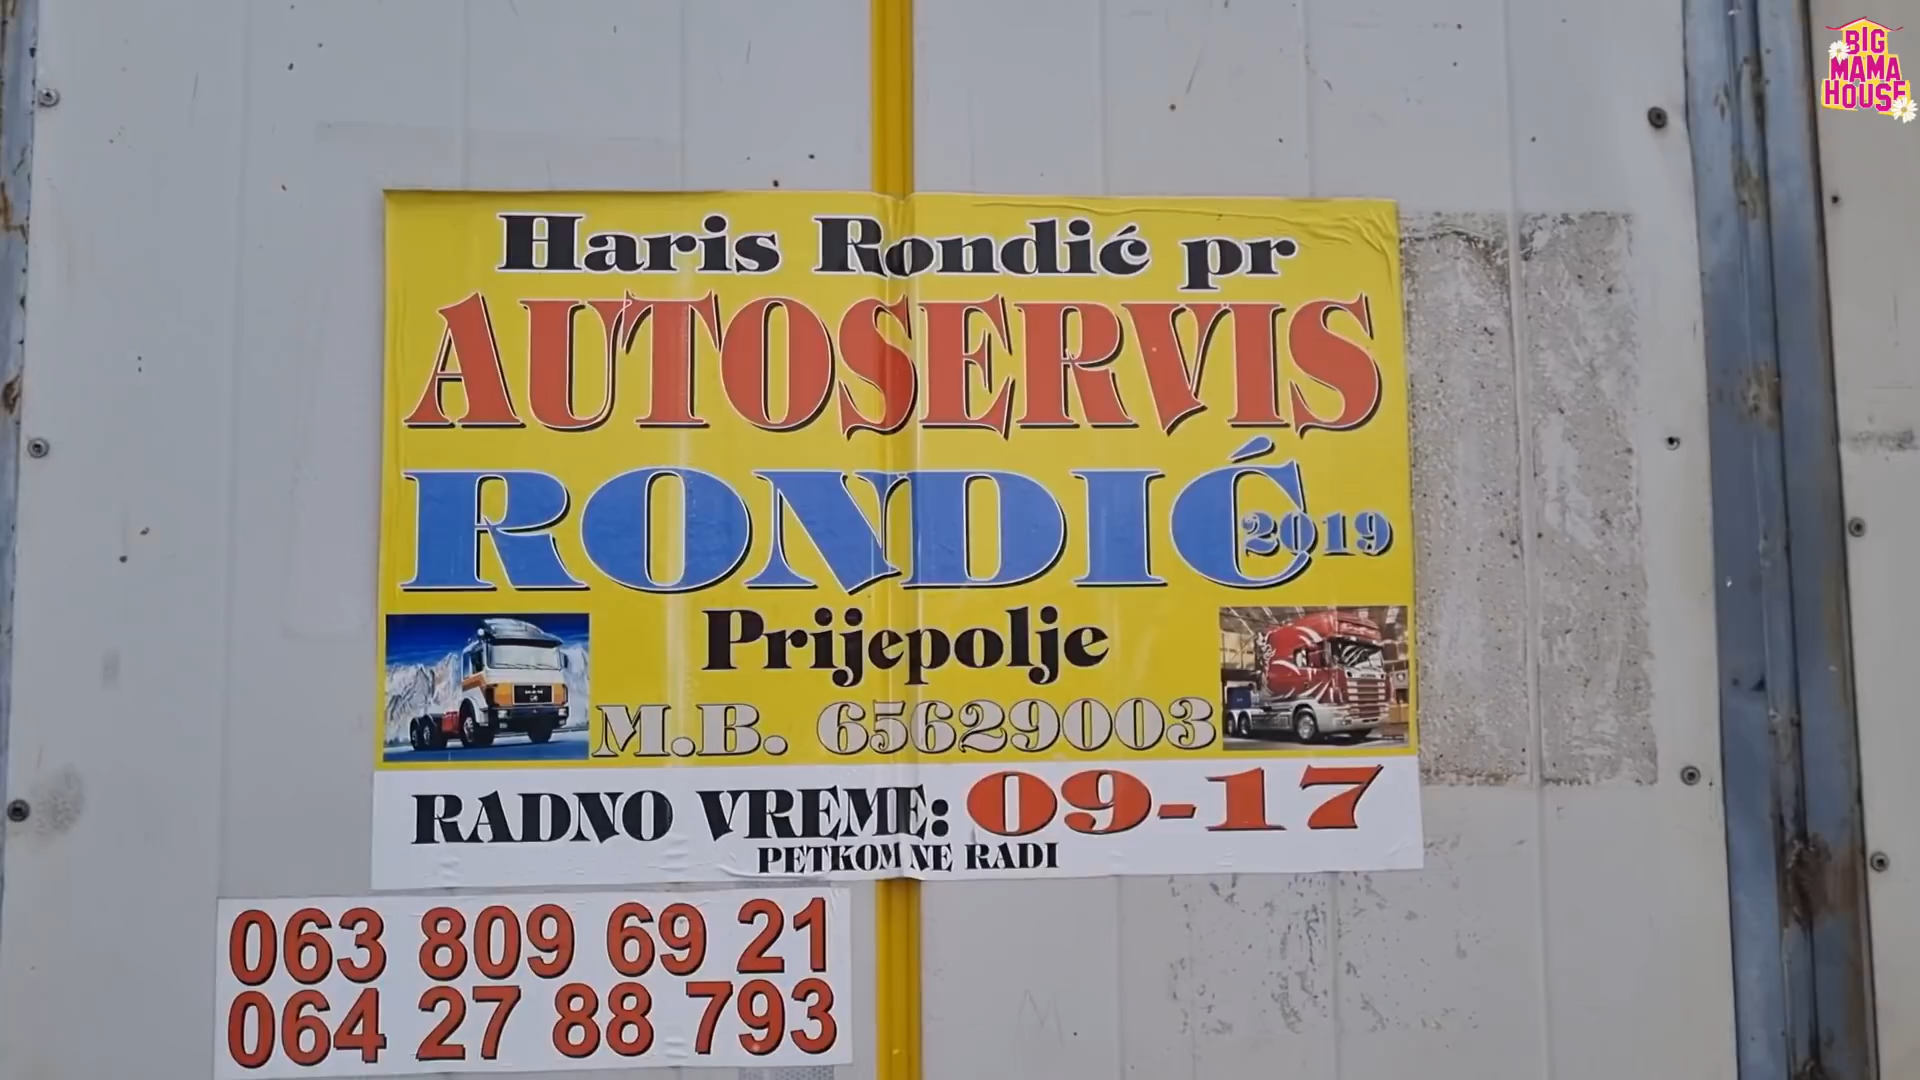 Haris Rondić pr
AUTOSERVIS
RONDIĆ 2019
Prijepolje
M.B. 65629003
RADNO VREME: 09-17
PETKOM NE RADI
063 809 69 21
064 27 88 793
BIG
MAMA
HOUSE